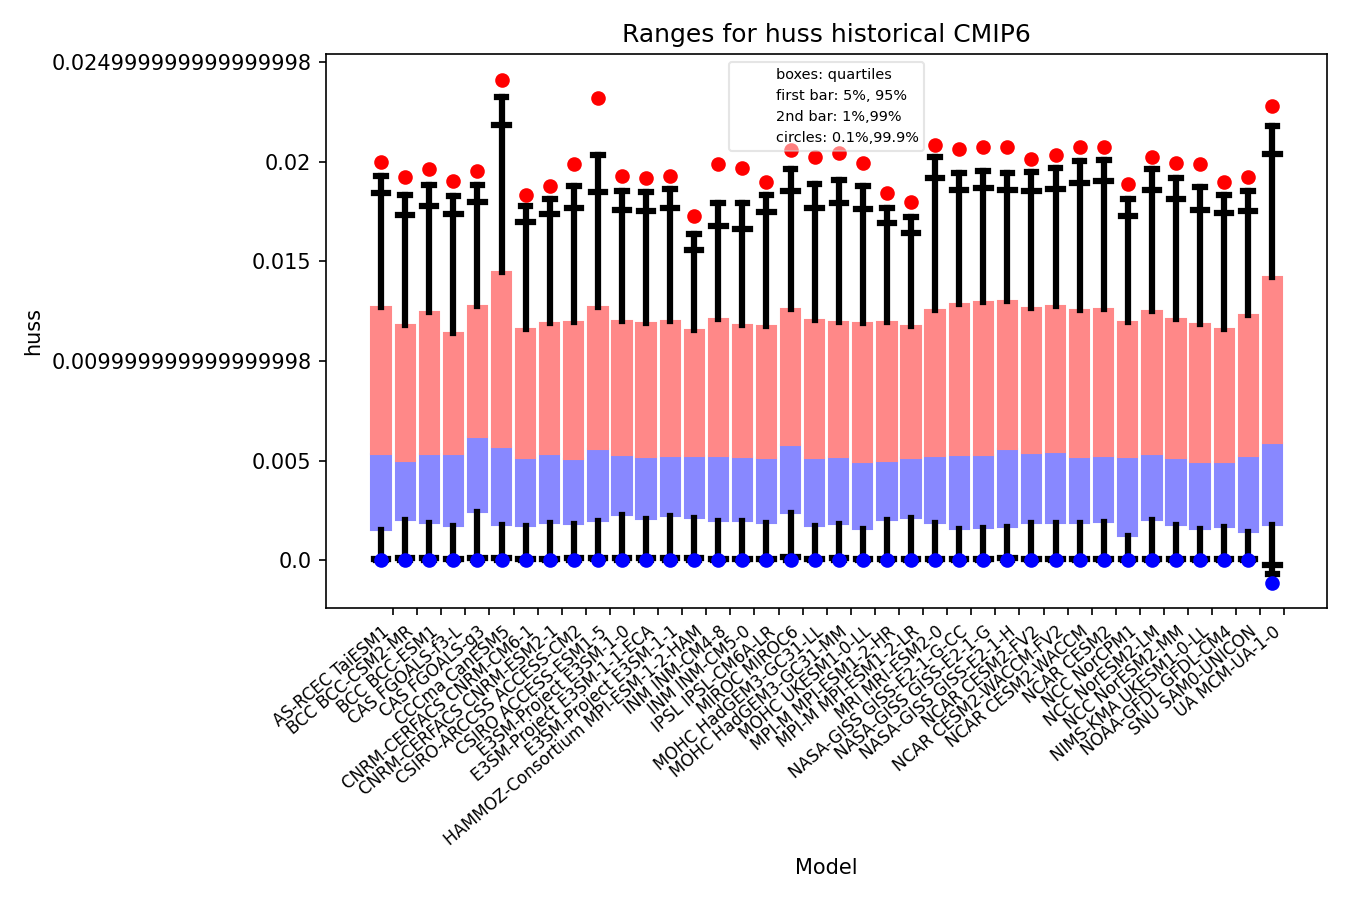 Ranges for huss historical CMIP6
0.024999999999999998
0.02
0.015
0.009999999999999998
0.005
0.0
huss
boxes: quartiles
first bar: 5%, 95%
2nd bar: 1%,99%
circles: 0.1%,99.9%
AS-RCEC TaiESM1
BCC BCC-CSM2-MR
BCC BCC-ESM1
CAS FGOALS-f3-L
CAS FGOALS-g3
CCCma CanESM5
CNRM-CERFACS CNRM-CM6-1
CNRM-CERFACS CNRM-ESM2-1
CSIRO-ARCCSS ACCESS-CM2
CSIRO ACCESS-ESM1-5
E3SM-Project E3SM-1-0
E3SM-Project E3SM-1-1-ECA
E3SM-Project E3SM-1-1
HAMMOZ-Consortium MPI-ESM-1-2-HAM
INM INM-CM4-8
INM INM-CM5-0
IPSL IPSL-CM6A-LR
MIROC MIROC6
MOHC HadGEM3-GC31-LL
MOHC HadGEM3-GC31-MM
MOHC UKESM1-0-LL
MPI-M MPI-ESM1-2-HR
MPI-M MPI-ESM1-2-LR
MRI MRI-ESM2-0
NASA-GISS GISS-E2-1-G-CC
NASA-GISS GISS-E2-1-G
NASA-GISS GISS-E2-1-H
NCAR CESM2-FV2
NCAR CESM2-WACCM-FV2
NCAR CESM2-WACCM
NCAR CESM2
NCC NorCPM1
NCC NorESM2-LM
NCC NorESM2-MM
NIMS-KMA UKESM1-0-LL
NOAA-GFDL GFDL-CM4
SNU SAM0-UNICON
UA MCM-UA-1-0
Model